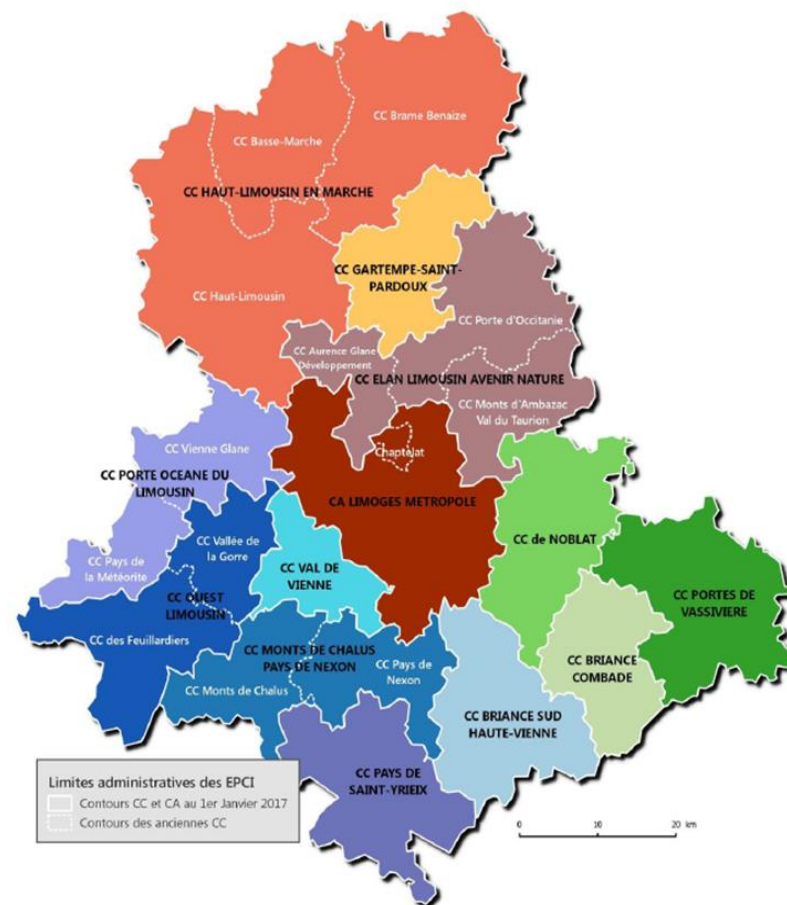 CC Brame Benaize
CC Basse-Marche
CC HAUT-LIMOUSIN EN MARCHE
CC GARTEMPE-SAINT-
PARDOUX
CC Haut-Limousin
CC Porte d'Occitanie
CC Aurence Glane
Développement
CC ELAN LIMOUSIN AVENIR NATURE
CC Monts d'Ambazac
Val du Taurion
CC Vienne Glane
Chaptelat
CC PORTE OCEANE DU
LIMOUSIN
CA LIMOGES METROPOLE
CC de NOBLAT
CC Vallée de
la Gorre
CC VAL DE
VIENNE
CC Pays de
la Météorite
CC OUEST
LIMOUSIN
CC PORTES DE
VASSIVIERE
CC des Feuillardiers
CC MONTS DE CHALUS
PAYS DE NEXON
CC Pays de
Nexon
CC BRIANCE
COMBADE
CC Monts de Chalus
CC BRIANCE SUD
HAUTE-VIENNE
CC PAYS DE
SAINT-YRIEIX
Limites administratives des EPCI
Contours CC et CA au 1er Janvier 2017
Contours des anciennes CC
0 10 20 km